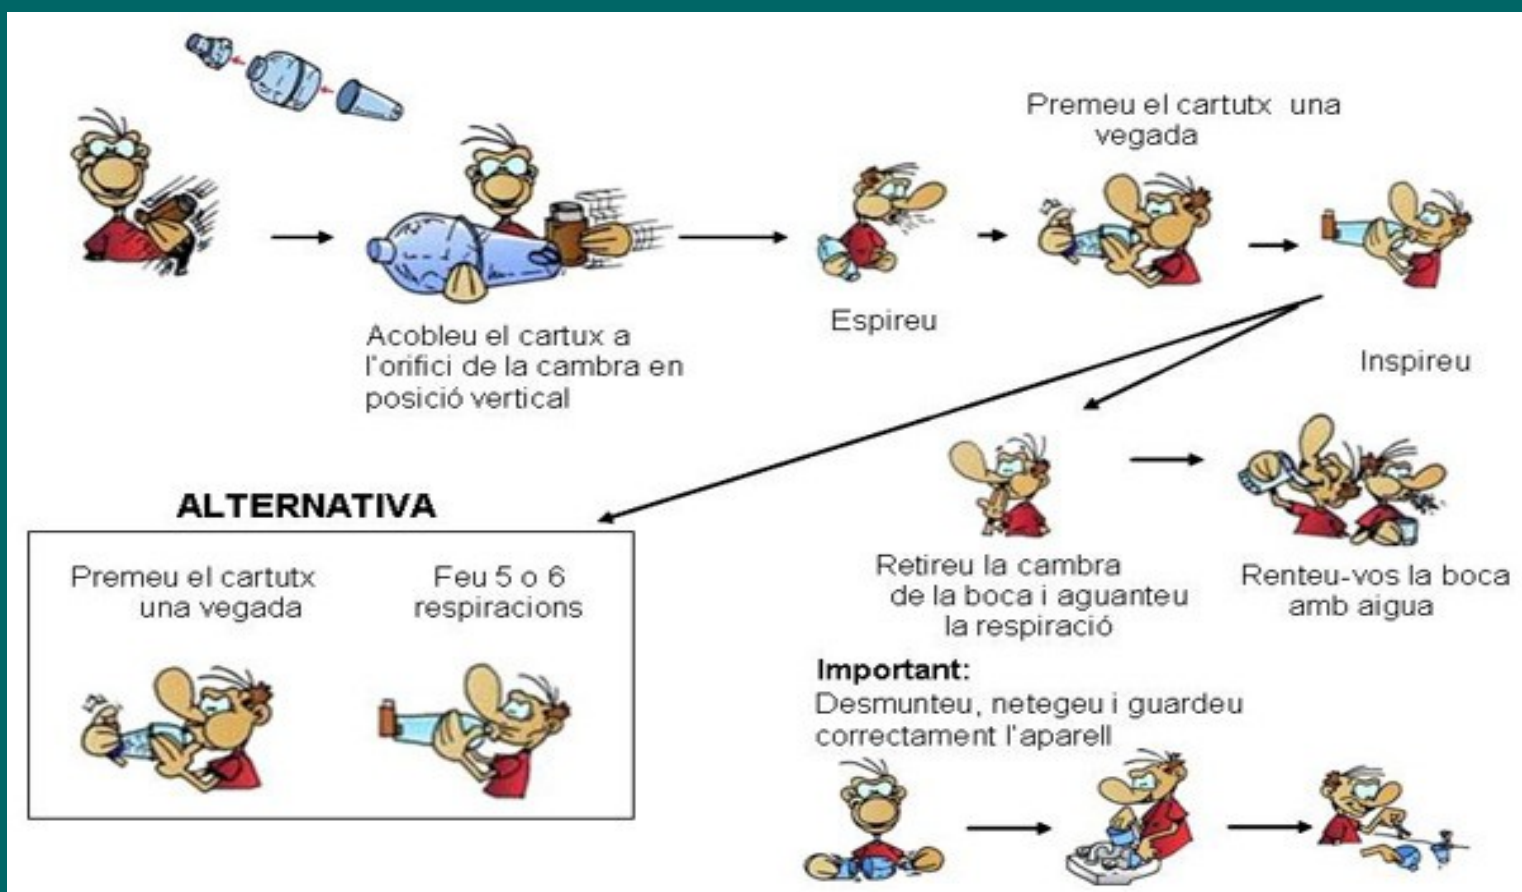 Premeu el cartutx una
vegada
Acobleu el cartux a
l'orifici de la cambra en
posició vertical
Espireu
Inspireu
Retireu la cambra
de la boca i aguanteu
la respiració
Renteu-vos la boca
amb aigua
ALTERNATIVA
Premeu el cartutx
una vegada
Feu 5 o 6
respiracions
Important:
Desmunteu, netegeu i guardeu
correctament l'aparell